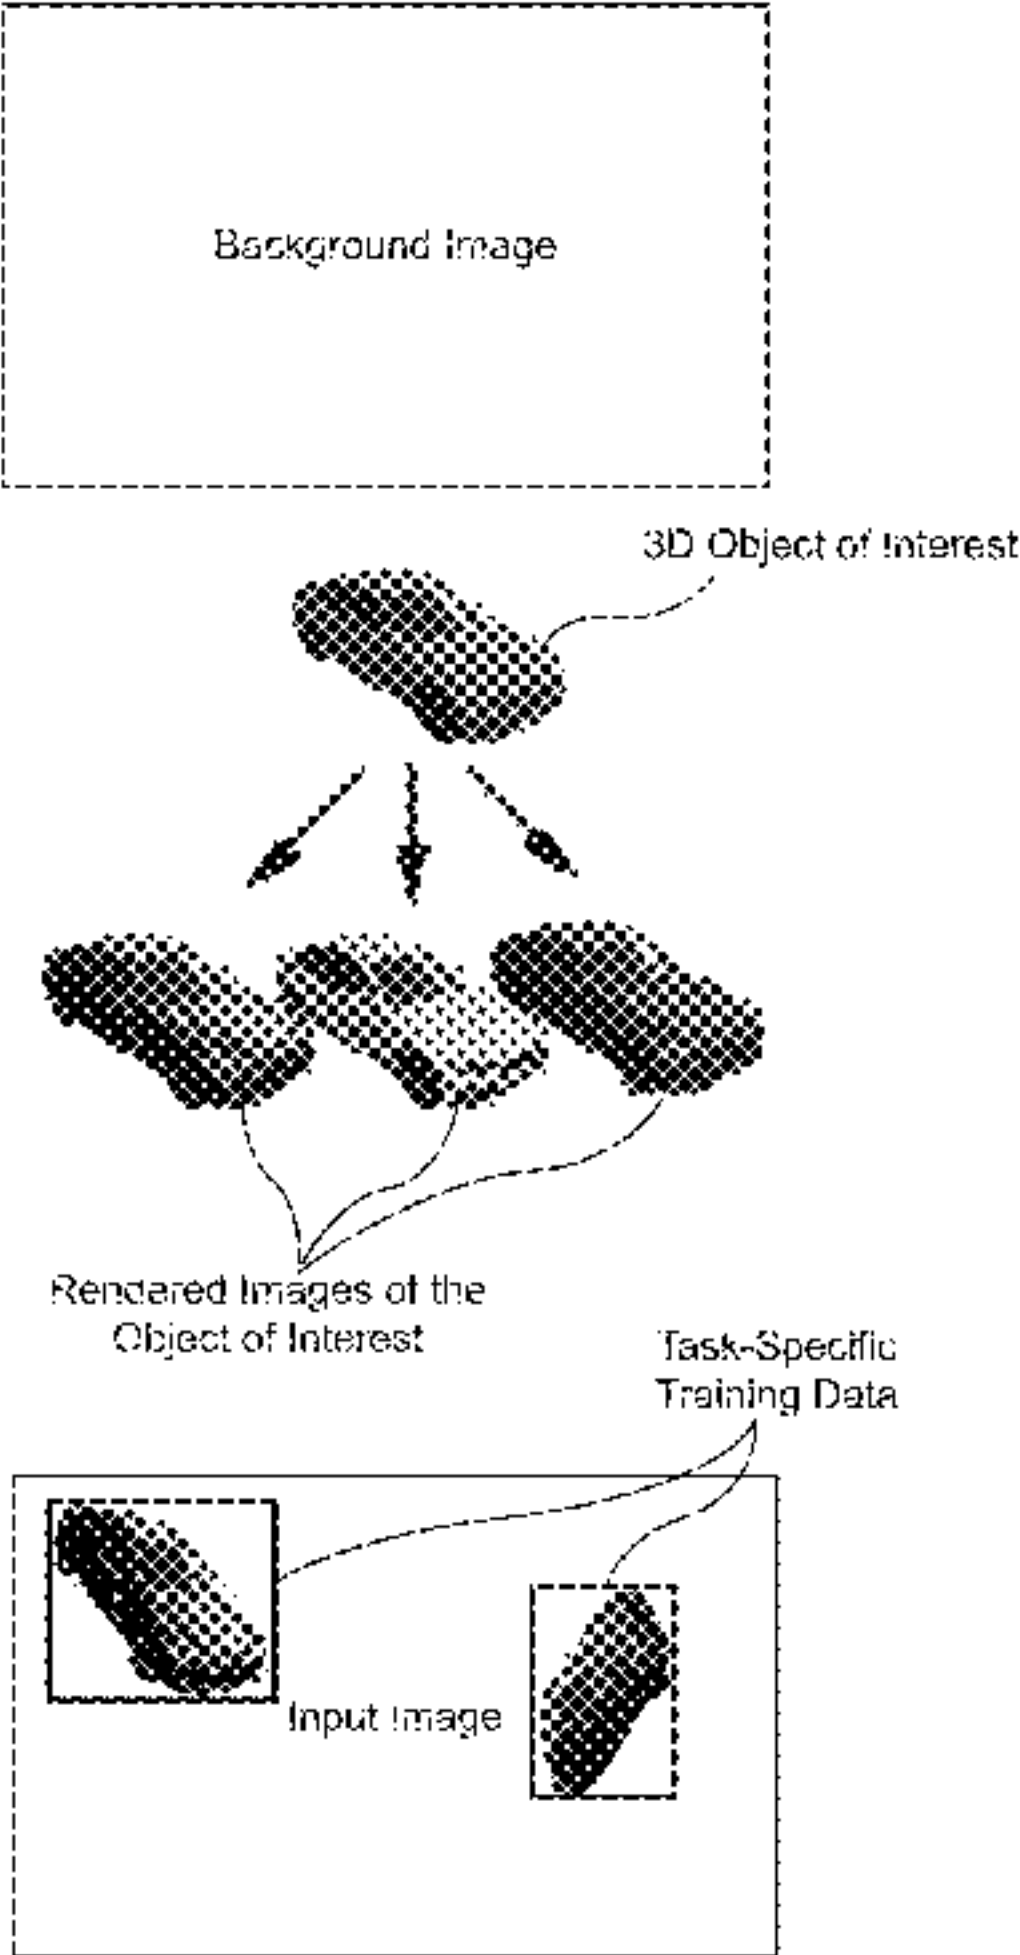 Background Image
3D Object of Interest
Rendered Images of the
Object of Interest
Task-Specific
Training Data
Input Image